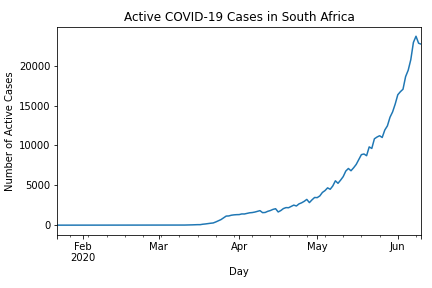 Active COVID-19 Cases in South Africa
Number of Active Cases
20000
15000
10000
5000
0
Feb
2020
Mar
Apr
May
Jun
Day